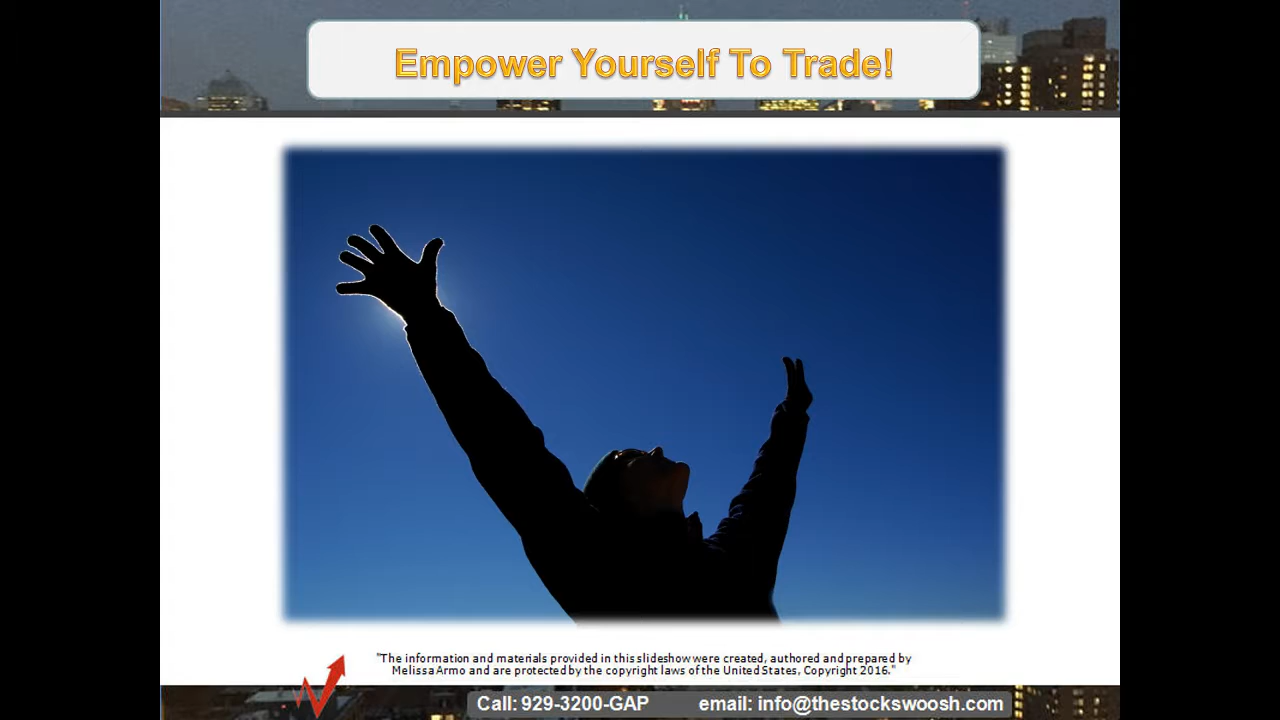 Empower Yourself To Trade!
"The information and materials provided in this slideshow were created, authored and prepared by
Melissa Armo and are protected by the copyright laws of the United States, Copyright 2016."
Call: 929-3200-GAP email: info@thestockswoosh.com